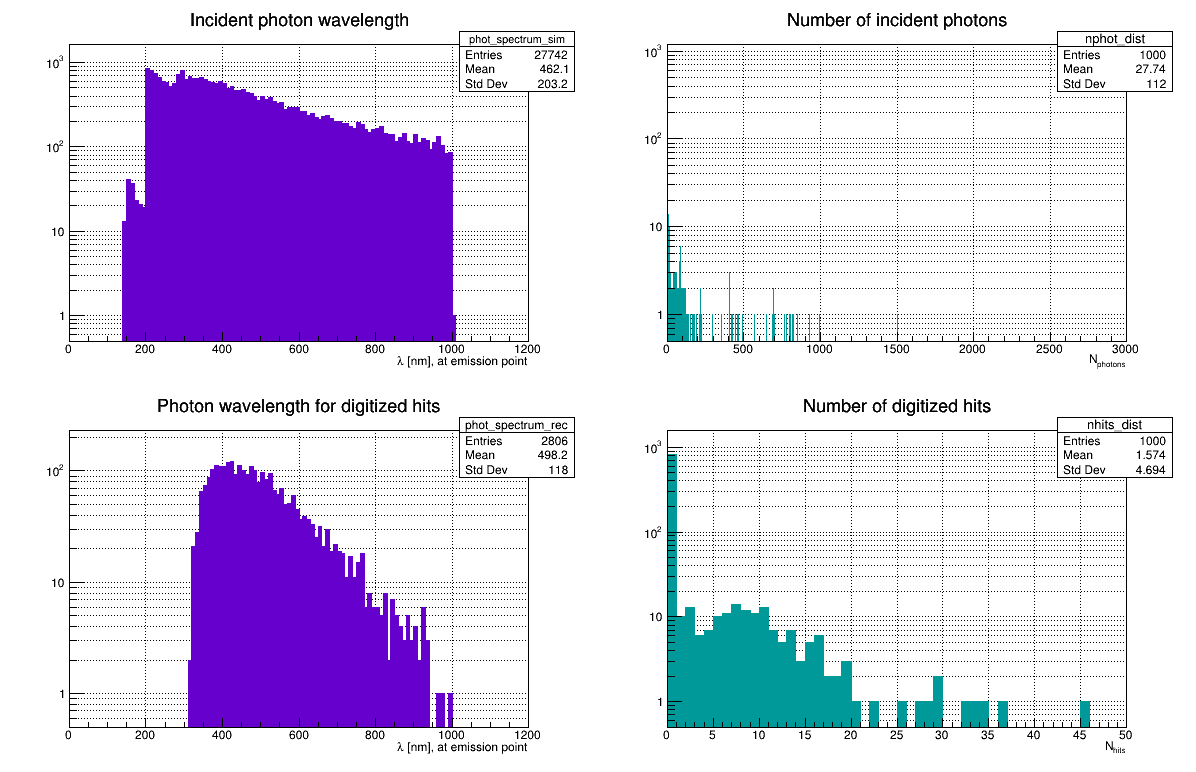 Incident photon wavelength
phot_spectrum_sim
Entries 27742
Mean 462.1
Std Dev 203.2
10³
10²
10
1
0 200 400 600 800 1000 1200
λ [nm], at emission point
Number of incident photons
nphot_dist
Entries 1000
Mean 27.74
Std Dev 112
10³
10²
10
1
0 500 1000 1500 2000 2500 3000
Nphotons
Photon wavelength for digitized hits
phot_spectrum_rec
Entries 2806
Mean 498.2
Std Dev 118
10²
10
1
0 200 400 600 800 1000 1200
λ [nm], at emission point
Number of digitized hits
nhits_dist
Entries 1000
Mean 1.574
Std Dev 4.694
10³
10²
10
1
0 5 10 15 20 25 30 35 40 45 50
Nhits